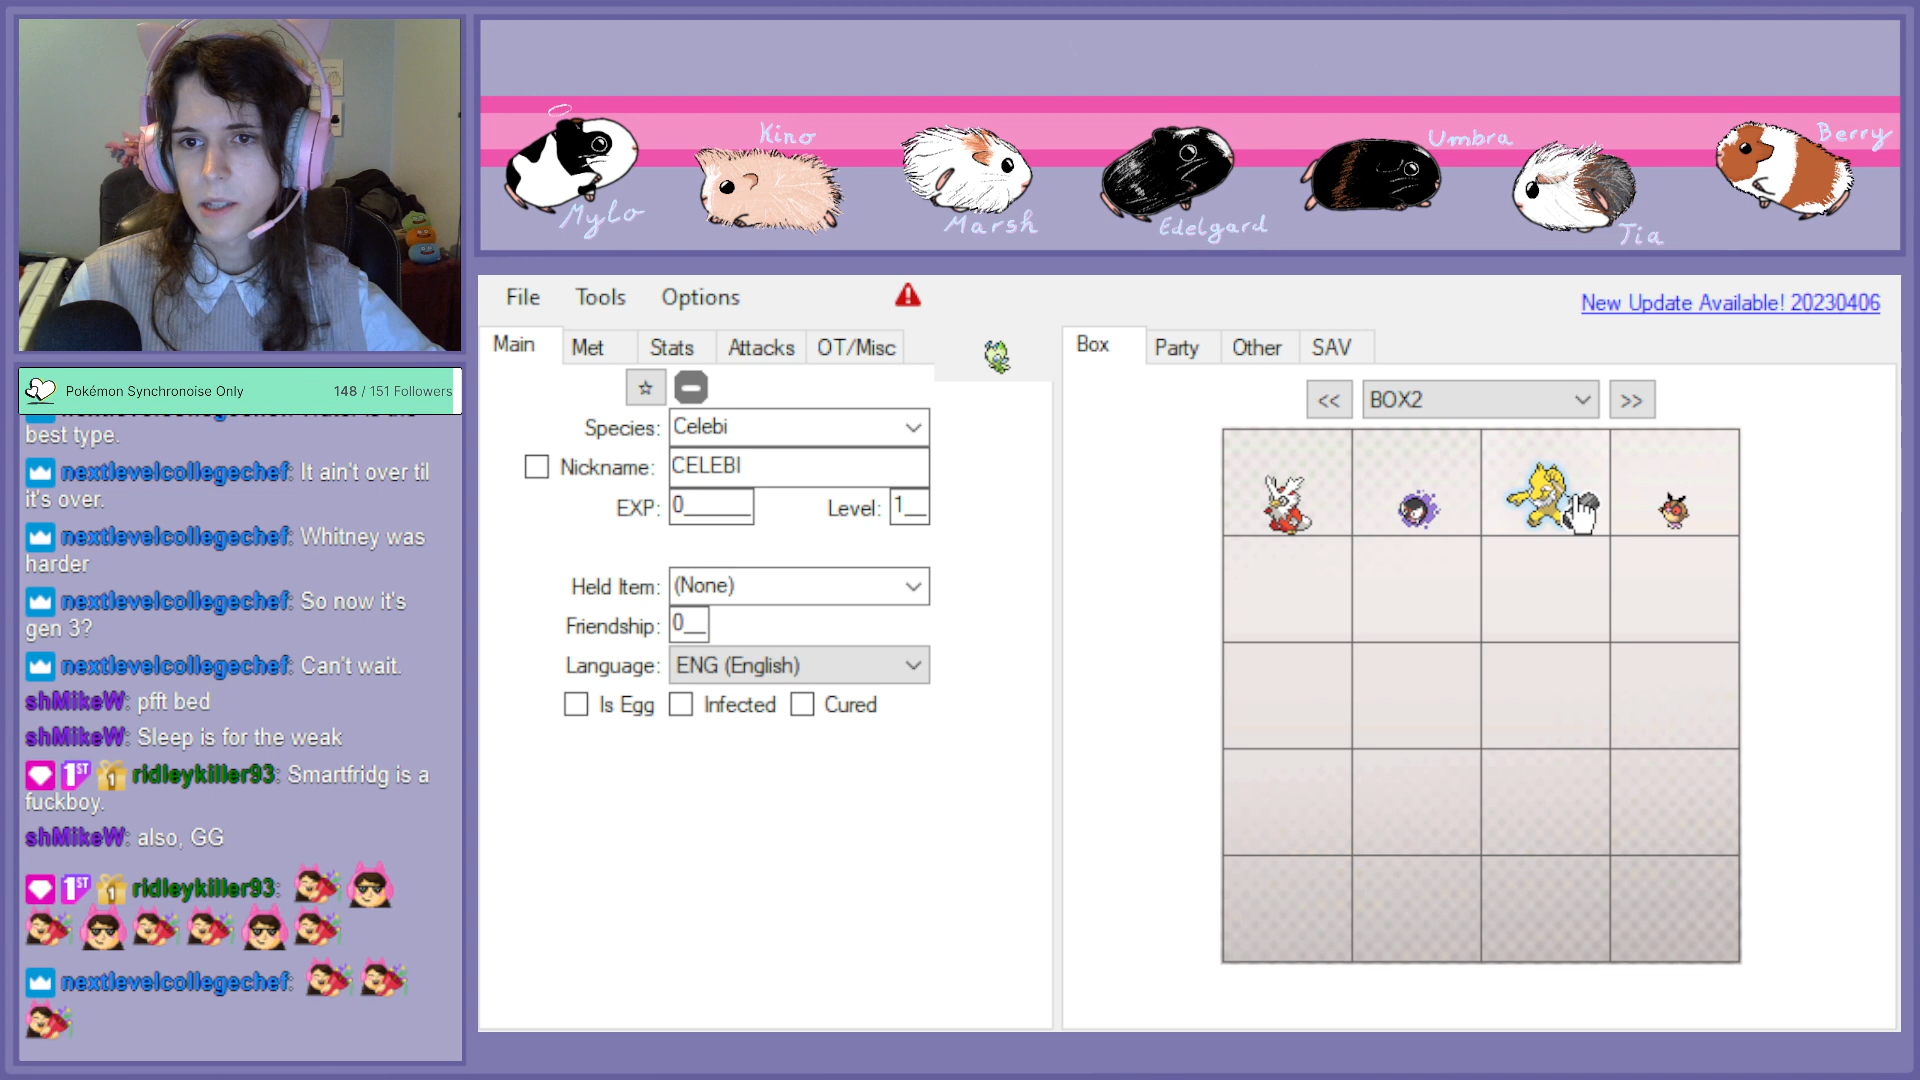 Mylo
Kino
Marsh
Edelgard
Umbra
Tia
Berry
Pokémon Synchronoise Only 148 / 151 Followers
best type.
nextlevelcollegechef: It ain't over til
it's over.
nextlevelcollegechef: Whitney was
harder
nextlevelcollegechef: So now it's
gen 3?
nextlevelcollegechef: Can't wait.
shMikeW: pfft bed
shMikeW: Sleep is for the weak
1ST 1 ridleykiller93: Smartfridg is a
fuckboy.
shMikeW: also, GG
1ST 1 ridleykiller93:
nextlevelcollegechef:
File Tools Options
New Update Available! 20230406
Main Met Stats Attacks OT/Misc
Species: Celebi
Nickname: CELEBI
EXP: 0 Level: 1
Held Item: (None)
Friendship: 0
Language: ENG (English)
Is Egg Infected Cured
Box Party Other SAV
<< BOX2 >>